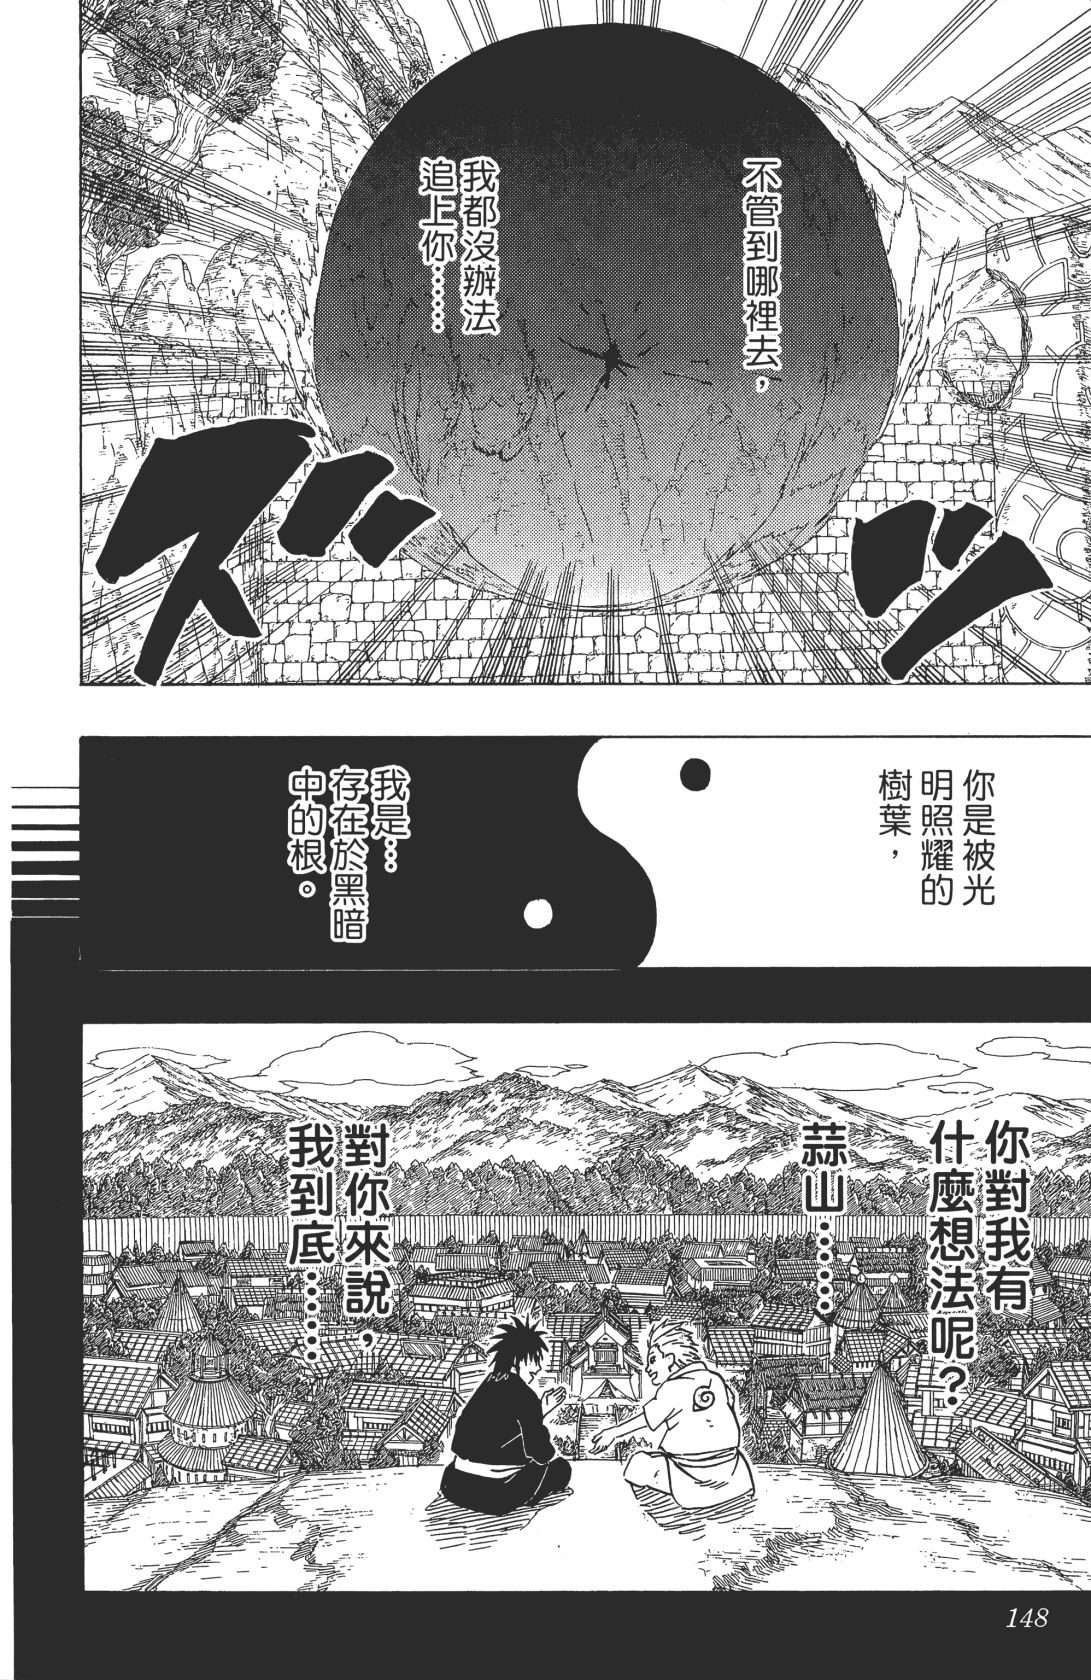 不管到哪裡去，
我都沒辦法
追上你……
ズッ
你是被光
明照耀的
樹葉，
我是…
存在於黑暗
中的根。
你對我有
什麼想法呢？
蒜山……
對你來說，
我到底……
148